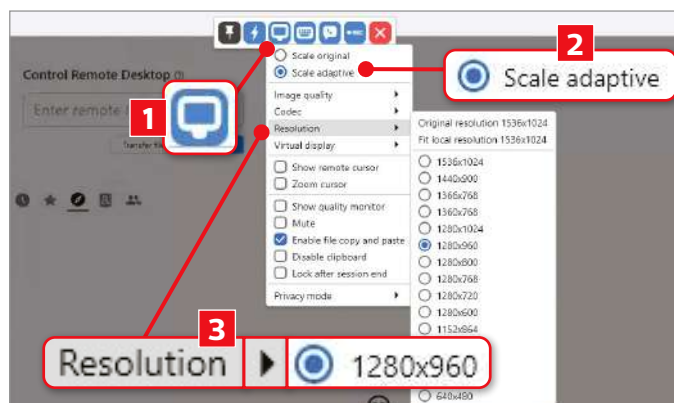 Control Remote Desktop
Enter remote
1
2
Scale adaptive
Scale original
Scale adaptive
Image quality
Codec
Resolution
Virtual display
Show remote cursor
Zoom cursor
Show quality monitor
Mute
Enable file copy and paste
Disable clipboard
Lock after session end
Privacy mode
Original resolution 1536x1024
Fit local resolution 1536x1024
1536x1024
1440x900
1366x768
1360x768
1280x1024
1280x960
1280x800
1280x768
1280x720
1280x600
1152x864
3
Resolution
1280x960
640x480